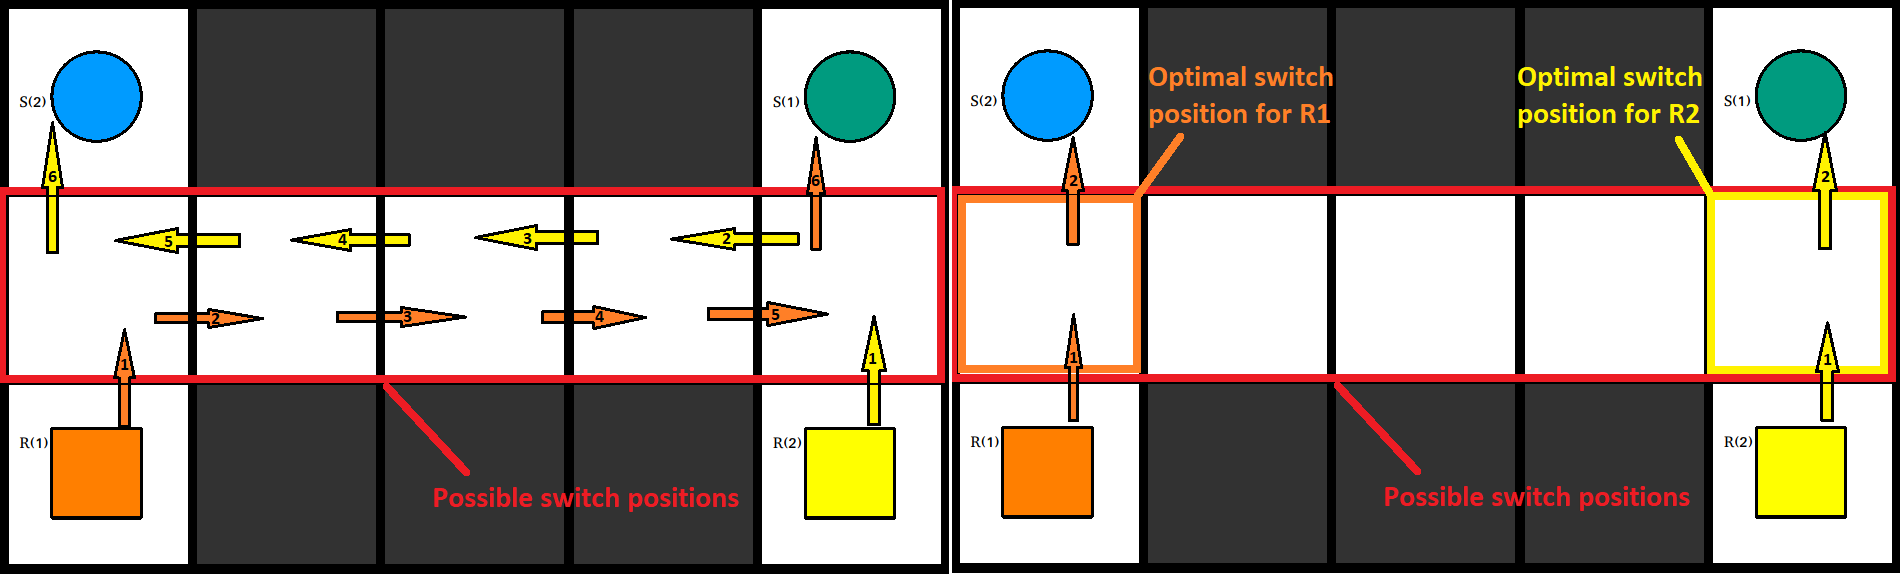 S(2)
S(1)
6
6
5
4
3
2
2
3
4
5
1
1
R(1)
R(2)
Possible switch positions
S(2)
Optimal switch
position for R1
Optimal switch
position for R2
S(1)
2
2
1
1
R(1)
R(2)
Possible switch positions